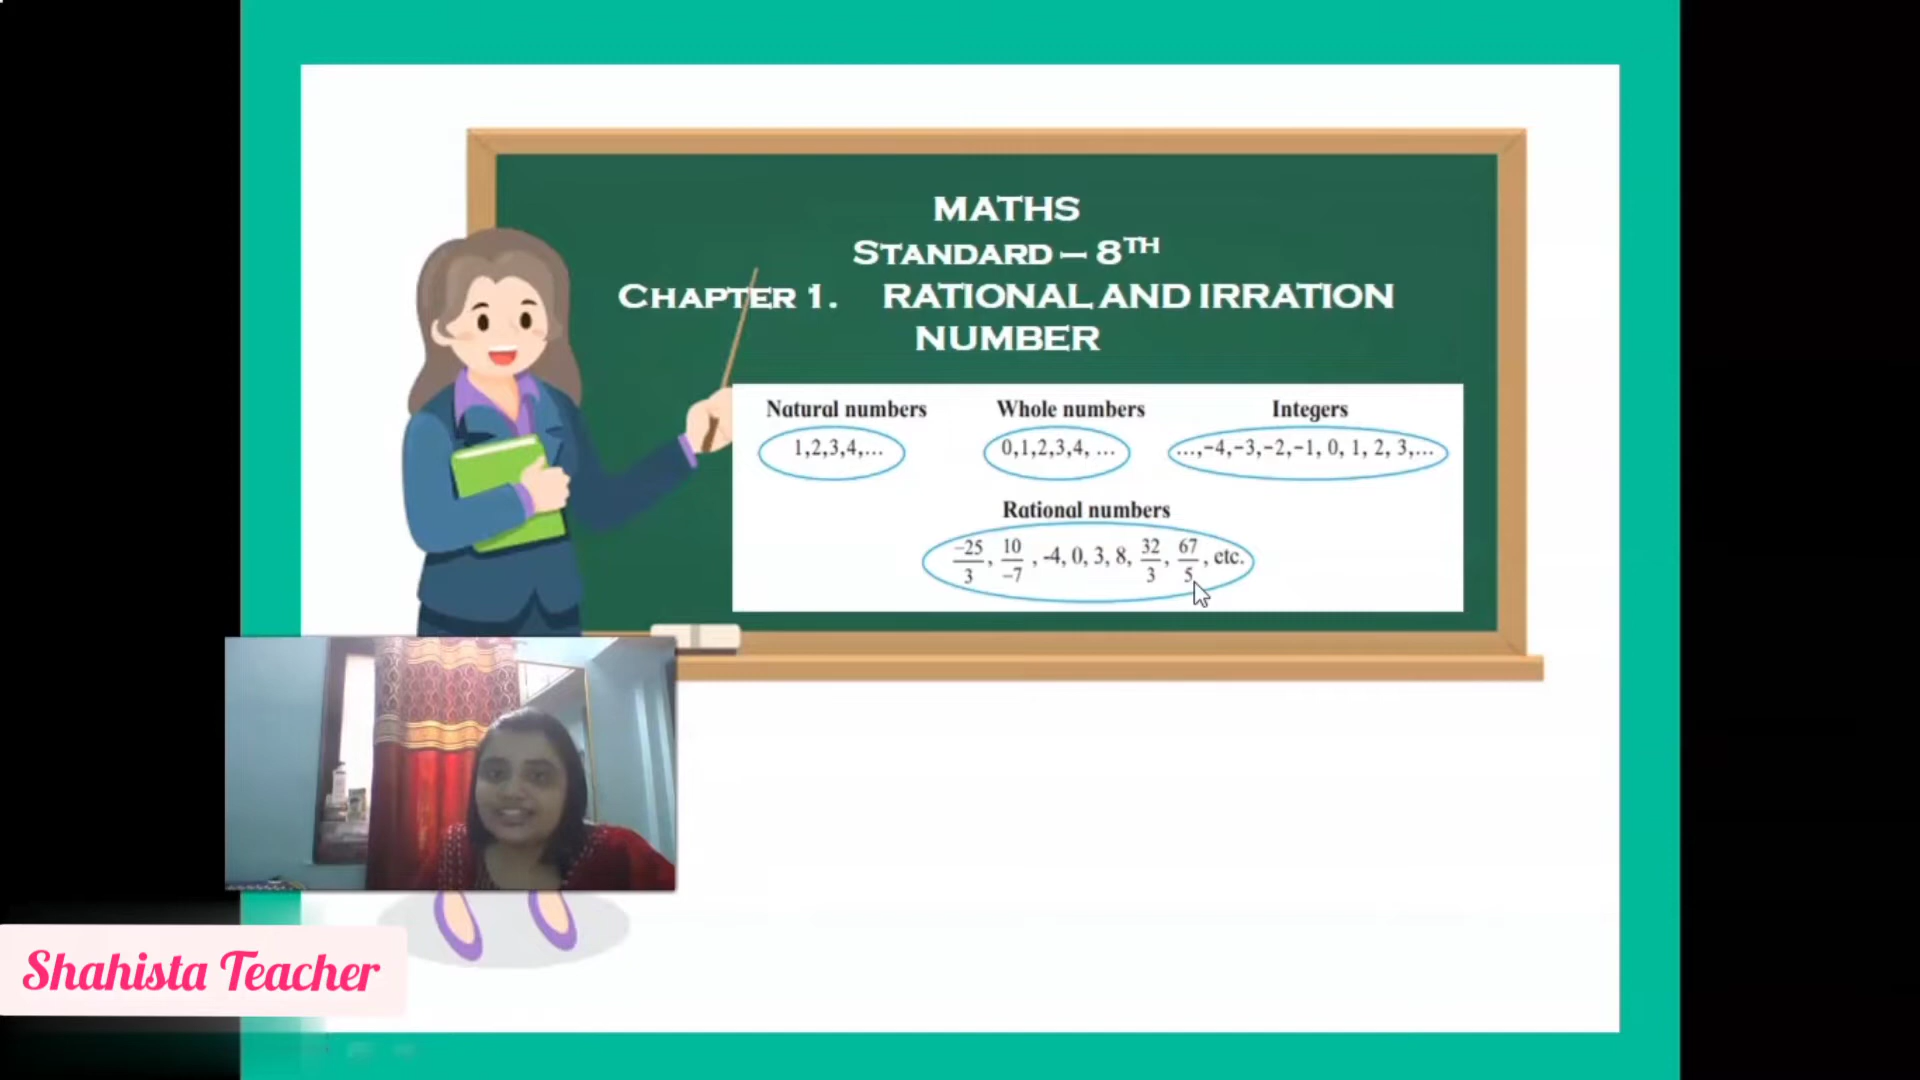 MATHS
STANDARD – 8TH
CHAPTER 1. RATIONAL AND IRRATION
NUMBER
Natural numbers Whole numbers Integers
1,2,3,4,... 0,1,2,3,4, ... ...,-4,-3,-2,-1, 0, 1, 2, 3,...
Rational numbers
-25/3, 10/-7, -4, 0, 3, 8, 32/3, 67/5, etc.
Shahista Teacher